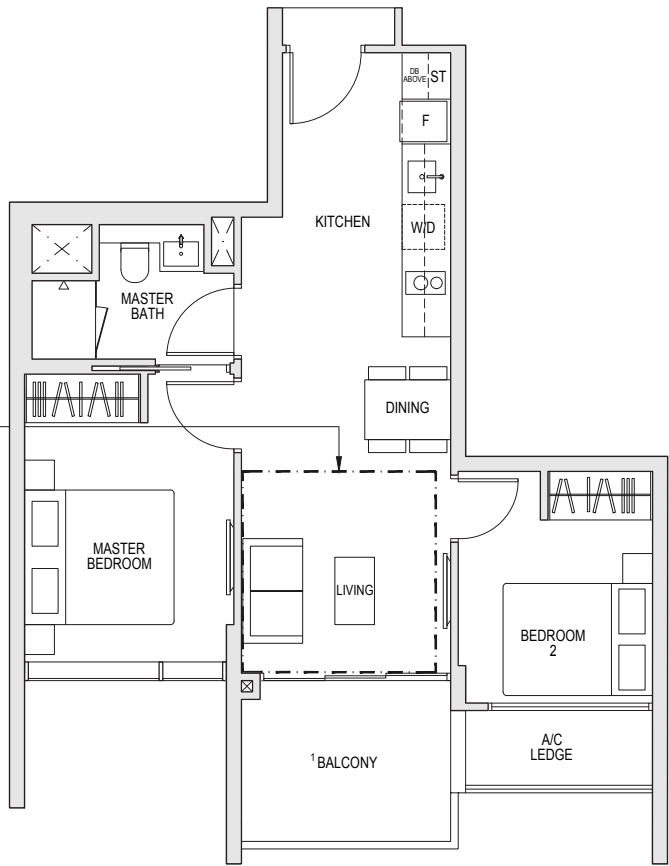 DB
ABOVE
ST
F
KITCHEN
W/D
MASTER
BATH
DINING
MASTER
BEDROOM
LIVING
BEDROOM
2
1 BALCONY
A/C
LEDGE